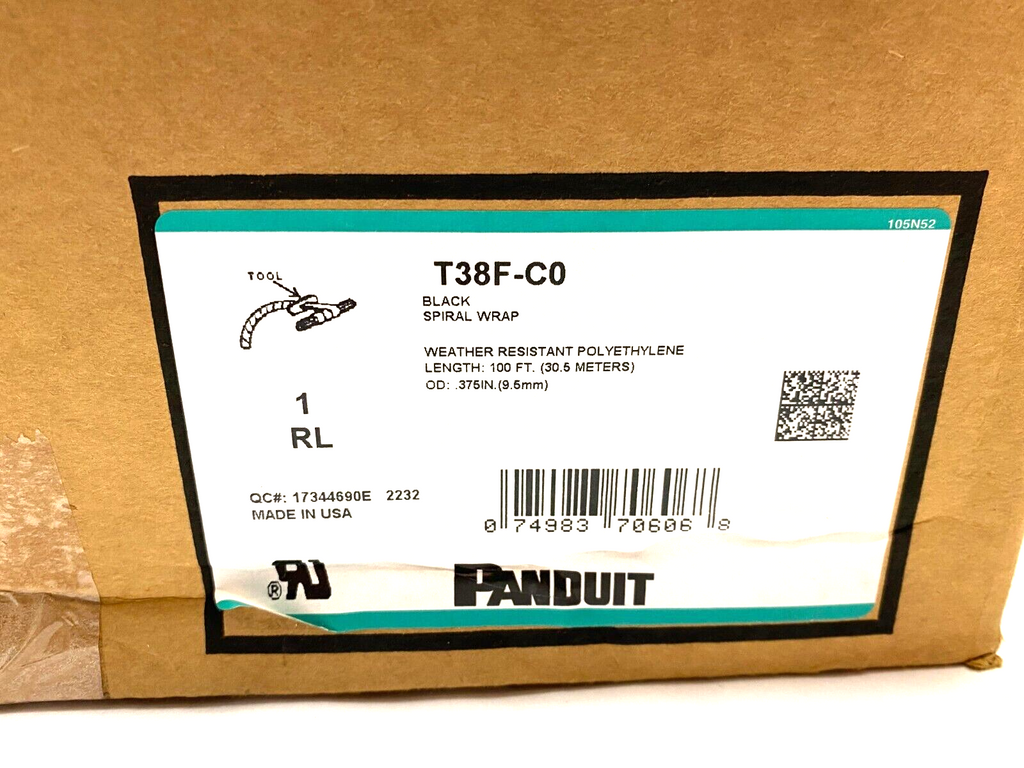 105N52
TOOL
T38F-C0
BLACK
SPIRAL WRAP
WEATHER RESISTANT POLYETHYLENE
LENGTH: 100 FT. (30.5 METERS)
OD: .375IN.(9.5mm)
1
RL
QC#: 17344690E 2232
MADE IN USA
0 74983 70606 8
®
PANDUIT